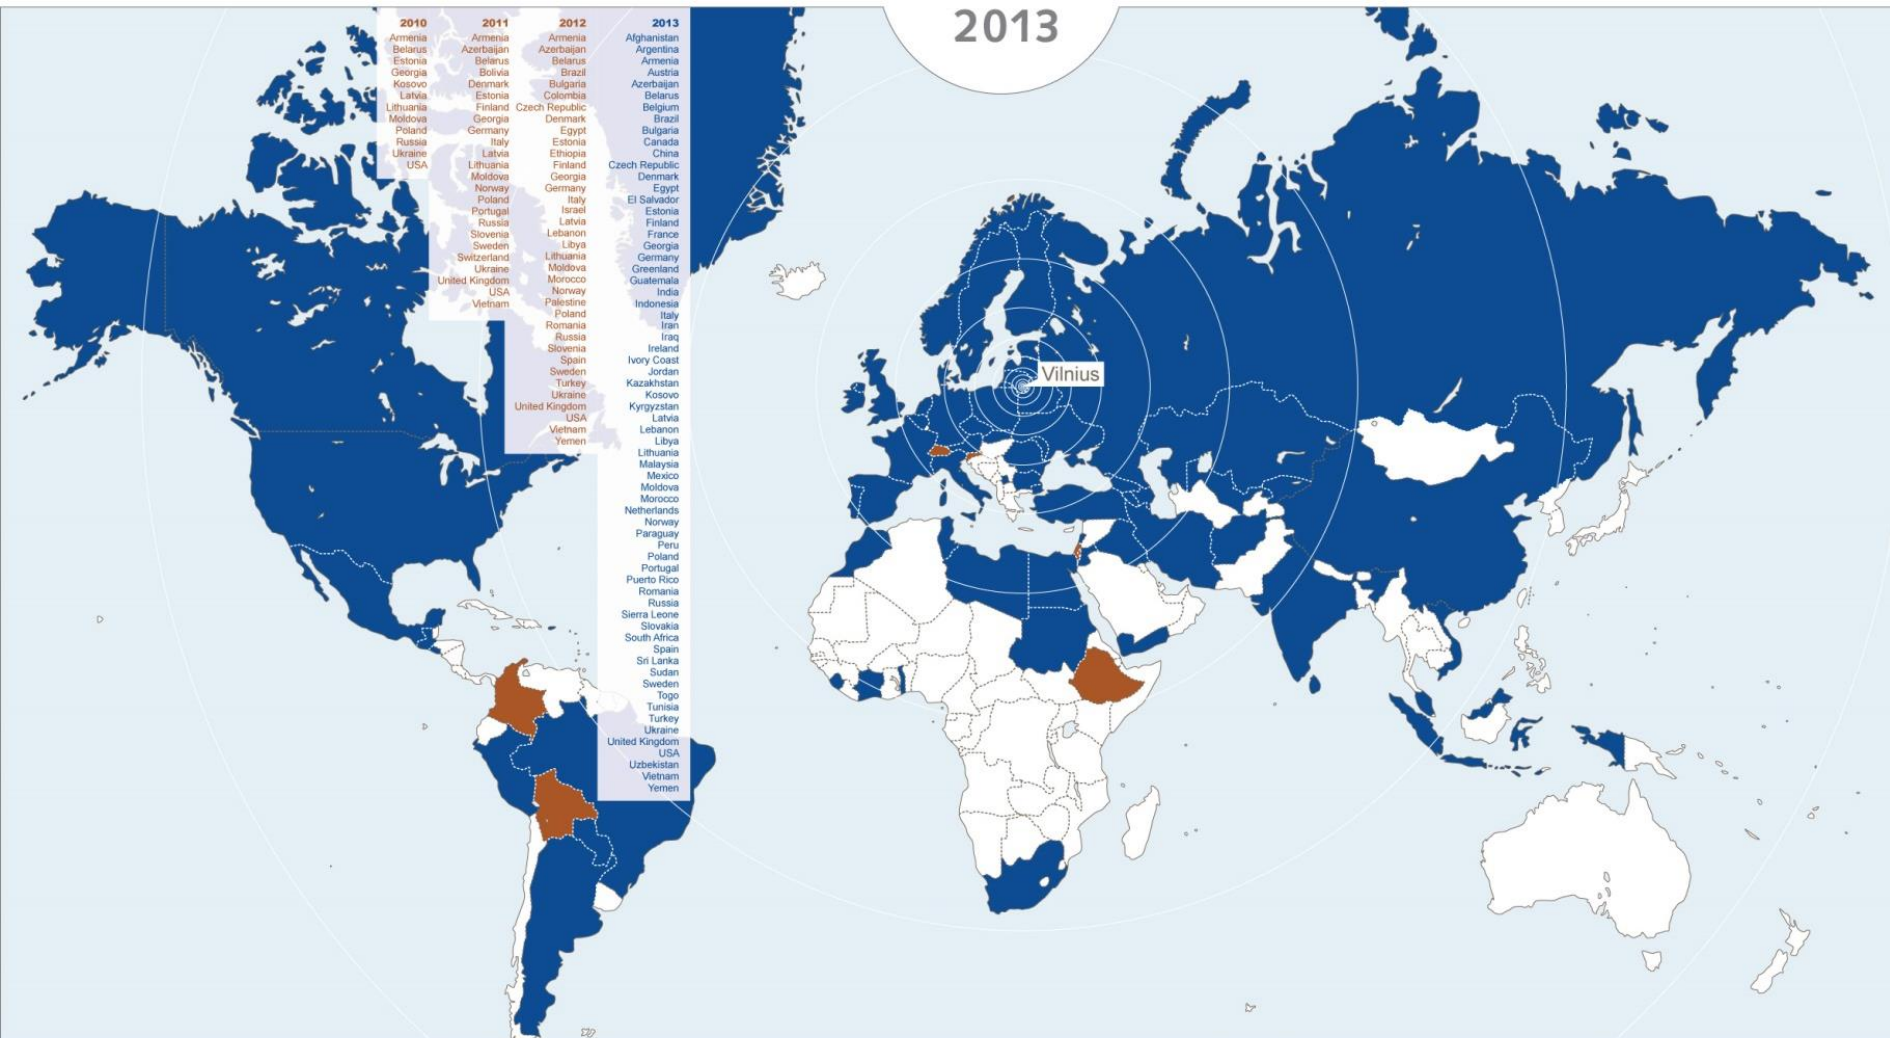 2013
2010
Armenia
Belarus
Estonia
Georgia
Kosovo
Latvia
Lithuania
Moldova
Poland
Russia
Ukraine
USA
2011
Armenia
Azerbaijan
Belarus
Bolivia
Denmark
Estonia
Finland
Georgia
Germany
Italy
Latvia
Lithuania
Moldova
Norway
Poland
Portugal
Russia
Slovenia
Sweden
Switzerland
Ukraine
United Kingdom
USA
Vietnam
2012
Armenia
Azerbaijan
Belarus
Brazil
Bulgaria
Colombia
Czech Republic
Denmark
Egypt
Estonia
Ethiopia
Finland
Georgia
Germany
Italy
Israel
Latvia
Lebanon
Libya
Lithuania
Moldova
Morocco
Norway
Palestine
Poland
Romania
Russia
Slovenia
Spain
Sweden
Turkey
Ukraine
United Kingdom
USA
Vietnam
Yemen
2013
Afghanistan
Argentina
Armenia
Austria
Azerbaijan
Belarus
Belgium
Brazil
Bulgaria
Canada
China
Czech Republic
Denmark
Egypt
El Salvador
Estonia
Finland
France
Georgia
Germany
Greenland
Guatemala
India
Indonesia
Italy
Iran
Iraq
Ireland
Ivory Coast
Jordan
Kazakhstan
Kosovo
Kyrgyzstan
Latvia
Lebanon
Libya
Lithuania
Malaysia
Mexico
Moldova
Morocco
Netherlands
Norway
Paraguay
Peru
Poland
Portugal
Puerto Rico
Romania
Russia
Sierra Leone
Slovakia
South Africa
Spain
Sri Lanka
Sudan
Sweden
Togo
Tunisia
Turkey
Ukraine
United Kingdom
USA
Uzbekistan
Vietnam
Yemen
Vilnius